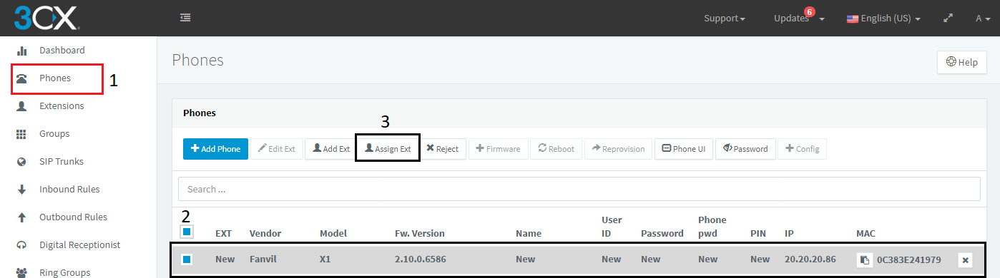 3CX
Support
Updates 6
English (US)
A
Dashboard
Phones
1
Extensions
Groups
SIP Trunks
Inbound Rules
Outbound Rules
Digital Receptionist
Ring Groups
Phones
Help
Phones
3
Add Phone Edit Ext Add Ext Assign Ext Reject Firmware Reboot Reprovision Phone UI Password Config
Search ...
2
EXT Vendor Model Fw. Version Name User ID Password Phone pwd PIN IP MAC
New Fanvil X1 2.10.0.6586 New New New New New 20.20.20.86 0C383E241979